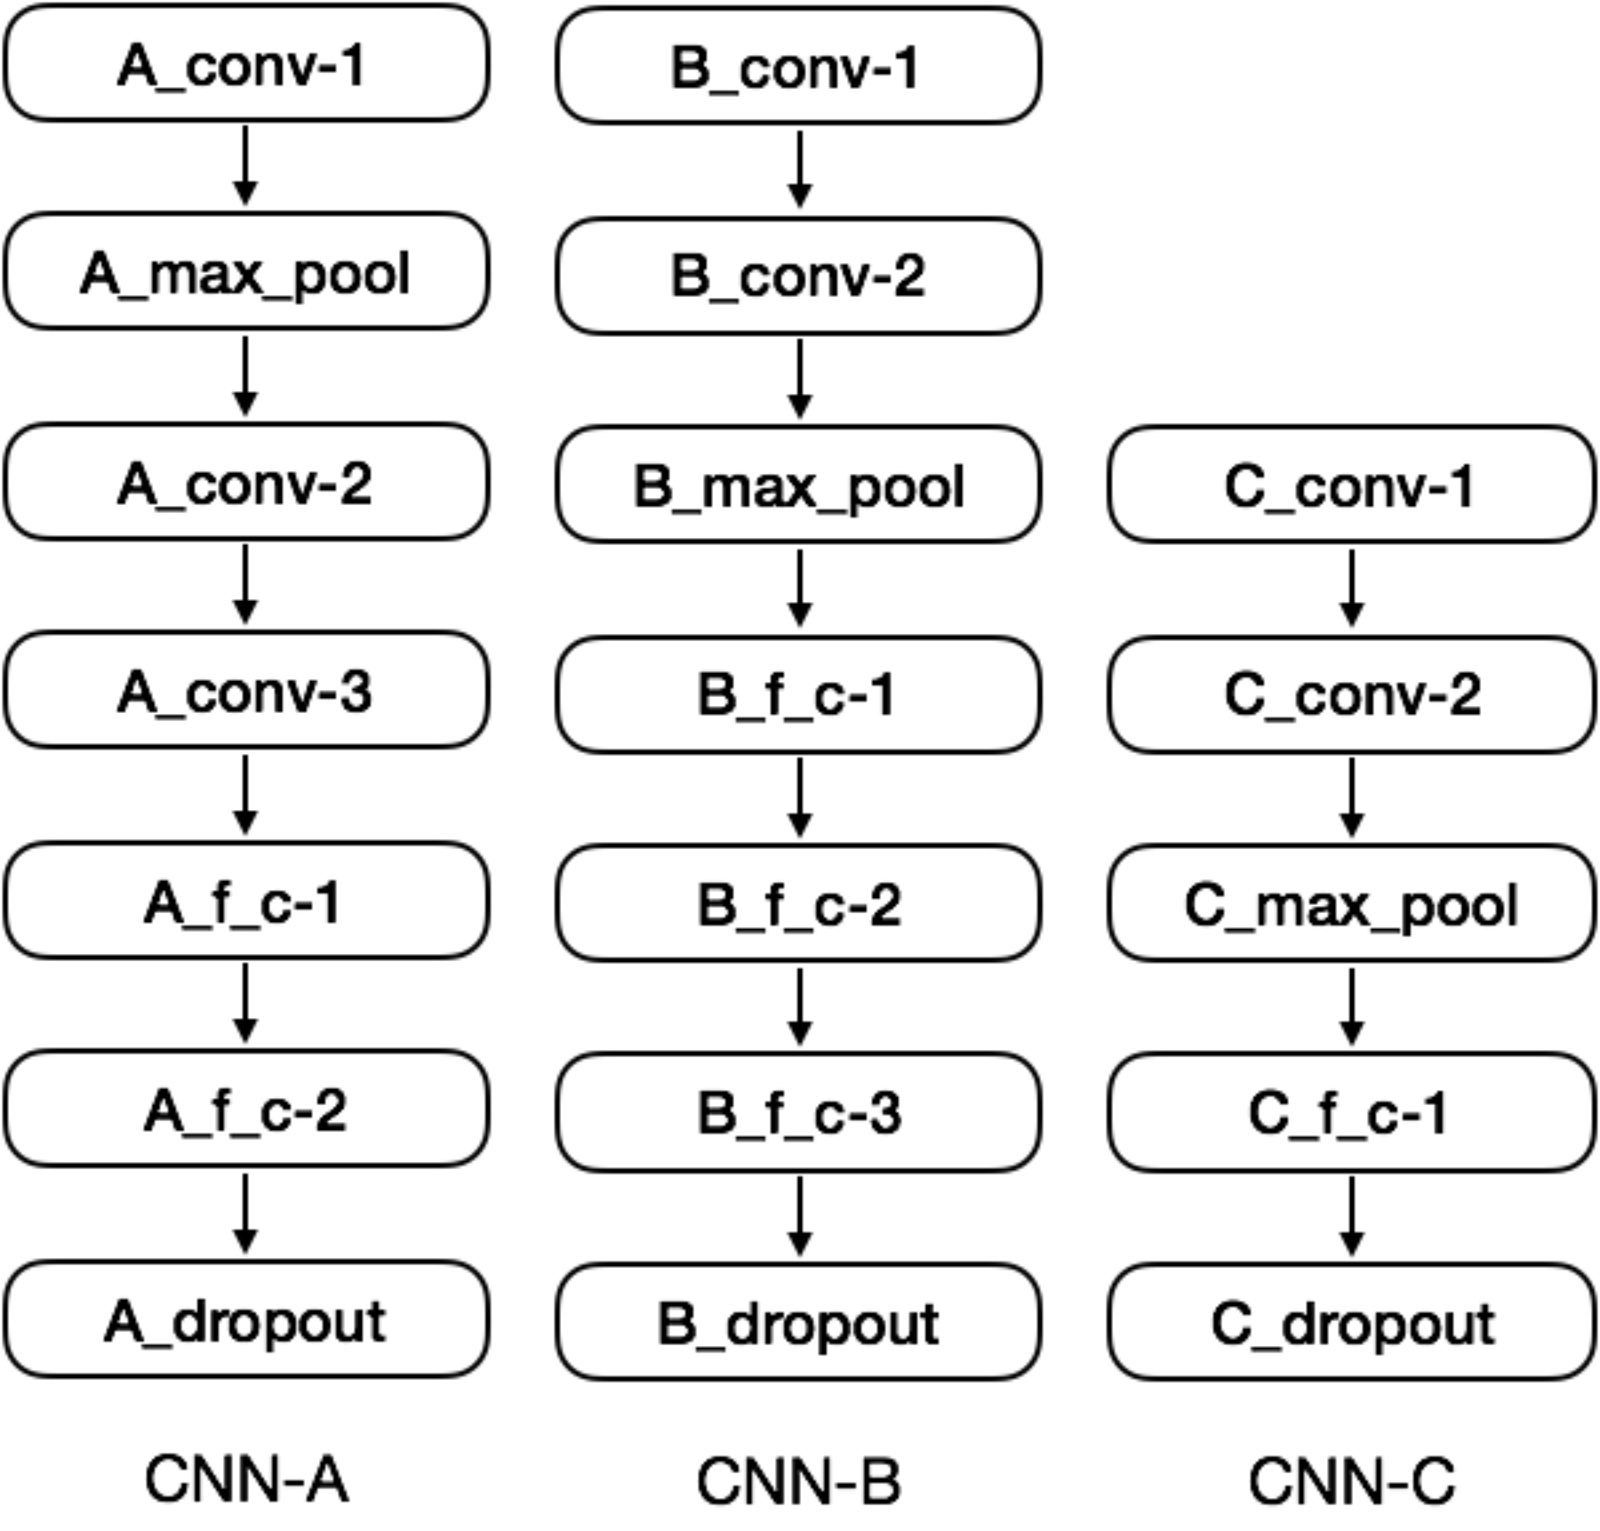 A_conv-1
A_max_pool
A_conv-2
A_conv-3
A_f_c-1
A_f_c-2
A_dropout
CNN-A
B_conv-1
B_conv-2
B_max_pool
B_f_c-1
B_f_c-2
B_f_c-3
B_dropout
CNN-B
C_conv-1
C_conv-2
C_max_pool
C_f_c-1
C_dropout
CNN-C